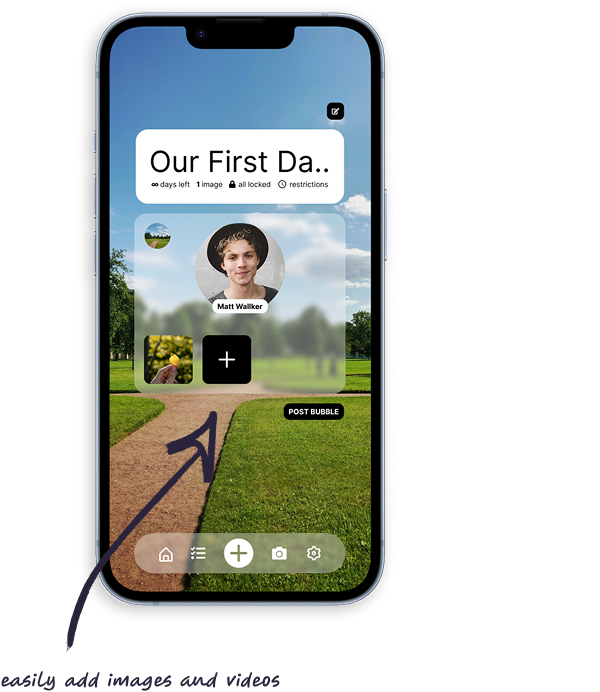 Our First Da..
∞ days left 1 image all locked restrictions
Matt Wallker
POST BUBBLE
easily add images and videos